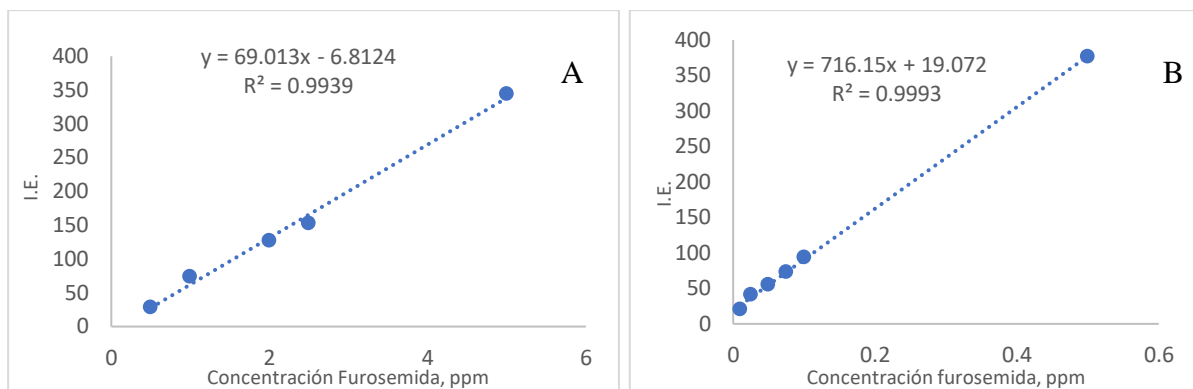 y = 69.013x - 6.8124
R² = 0.9939
A
400
350
300
250
200
150
100
50
0
I.E.
0
2
4
6
Concentración Furosemida, ppm
y = 716.15x + 19.072
R² = 0.9993
B
400
350
300
250
200
150
100
50
0
I.E.
0
0.2
0.4
0.6
Concentración furosemida, ppm